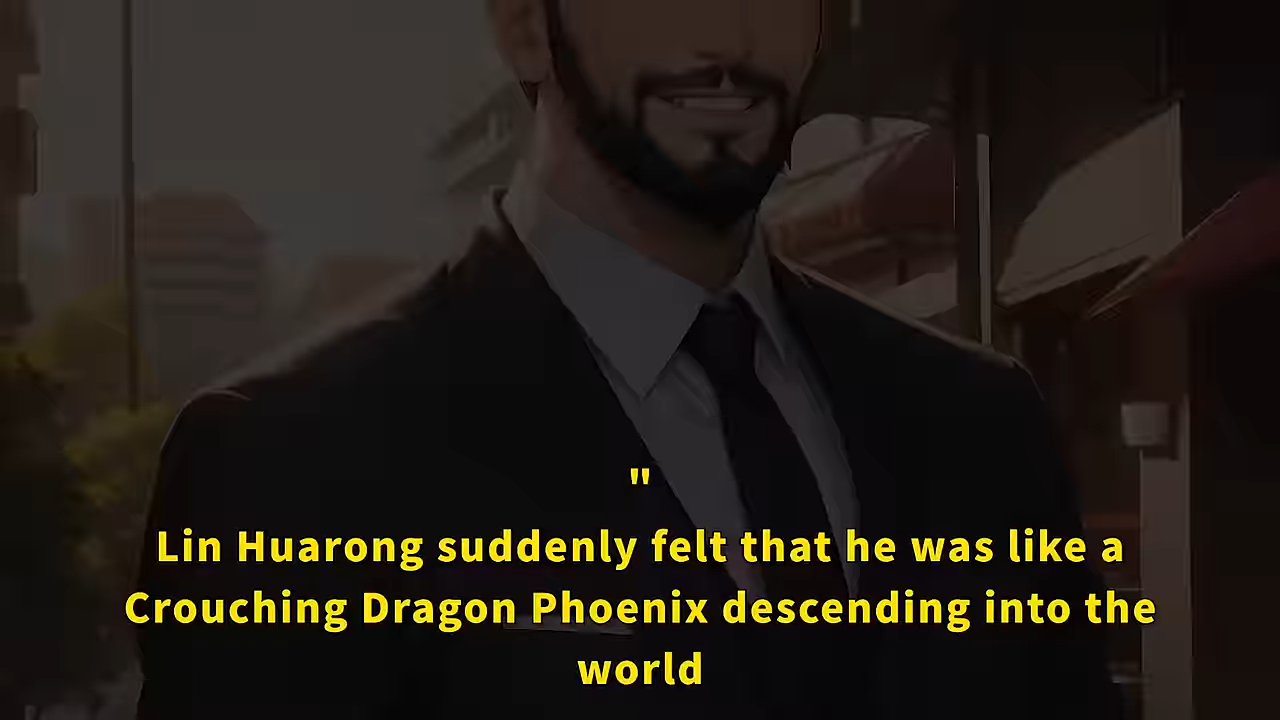 "
Lin Huarong suddenly felt that he was like a
Crouching Dragon Phoenix descending into the
world